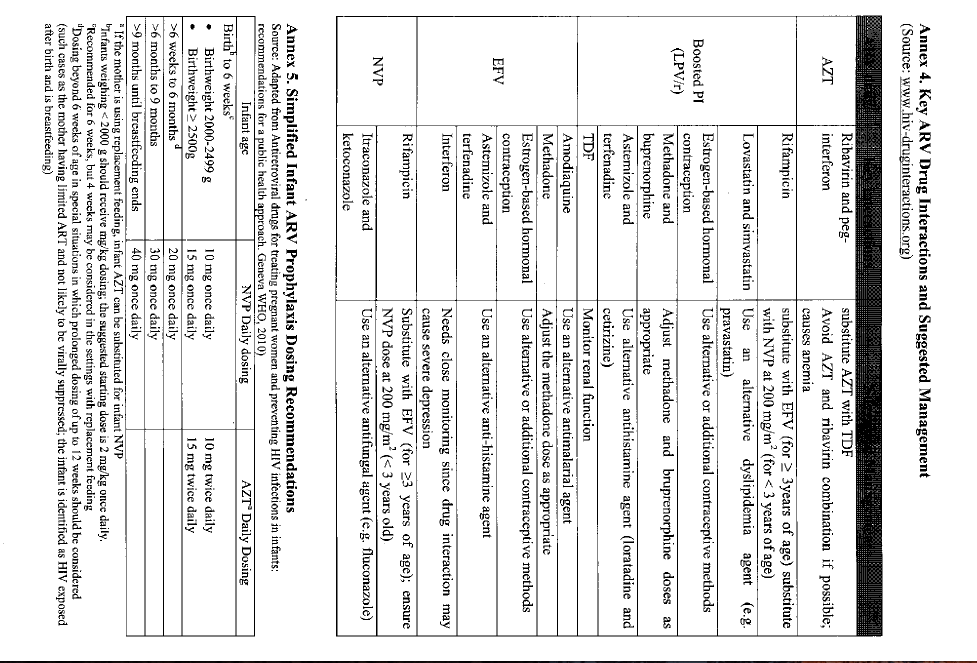 Annex 4. Key ARV Drug Interactions and Suggested Management
(Source: www.hiv-druginteractions.org)
AZT
Ribavirin and peg-
interferon
substitute AZT with TDF
Avoid AZT and ribavirin combination if possible;
causes anemia
Boosted PI
(LPV/r)
Rifampicin
substitute with EFV (for ≥ 3years of age) substitute
with NVP at 200 mg/m² (for < 3 years of age)
Lovastatin and simvastatin
Use an alternative dyslipidemia agent (e.g.
pravastatin)
Estrogen-based hormonal
contraception
Use alternative or additional contraceptive methods
Methadone and
buprenorphine
Adjust methadone and bruprenorphine doses as
appropriate
Astemizole and
terfenadine
Use alternative antihistamine agent (loratadine and
cetirizine)
TDF
Monitor renal function
EFV
Amodiaquine
Use an alternative antimalarial agent
Methadone
Adjust the methadone dose as appropriate
Estrogen-based hormonal
contraception
Use alternative or additional contraceptive methods
Astemizole and
terfenadine
Use an alternative anti-histamine agent
Interferon
Needs close monitoring since drug interaction may
cause severe depression
NVP
Rifampicin
Substitute with EFV (for ≥3 years of age); ensure
NVP dose at 200 mg/m² (< 3 years old)
Itraconazole and
ketoconazole
Use an alternative antifungal agent (e.g. fluconazole)
Annex 5. Simplified Infant ARV Prophylaxis Dosing Recommendations
Source: Adapted from Antiretroviral drugs for treating pregnant women and preventing HIV infections in infants:
recommendations for a public health approach. Geneva WHO, 2010)
Infant age
NVP Daily dosing
AZTᵃ Daily Dosing
Birthᵇ to 6 weeksᶜ
• Birthweight 2000-2499 g
10 mg once daily
10 mg twice daily
• Birthweight ≥ 2500g
15 mg once daily
15 mg twice daily
>6 weeks to 6 months ᵈ
20 mg once daily
>6 months to 9 months
30 mg once daily
>9 months until breastfeeding ends
40 mg once daily
ᵃ If the mother is using replacement feeding, infant AZT can be substituted for infant NVP
ᵇInfants weighing < 2000 g should receive mg/kg dosing; the suggested starting dose is 2 mg/kg once daily.
ᶜRecommended for 6 weeks, but 4 weeks may be considered in the settings with replacement feeding
ᵈDosing beyond 6 weeks of age in special situations in which prolonged dosing of up to 12 weeks should be considered
(such cases as the mother having limited ART and not likely to be virally suppressed; the infant is identified as HIV exposed
after birth and is breastfeeding)